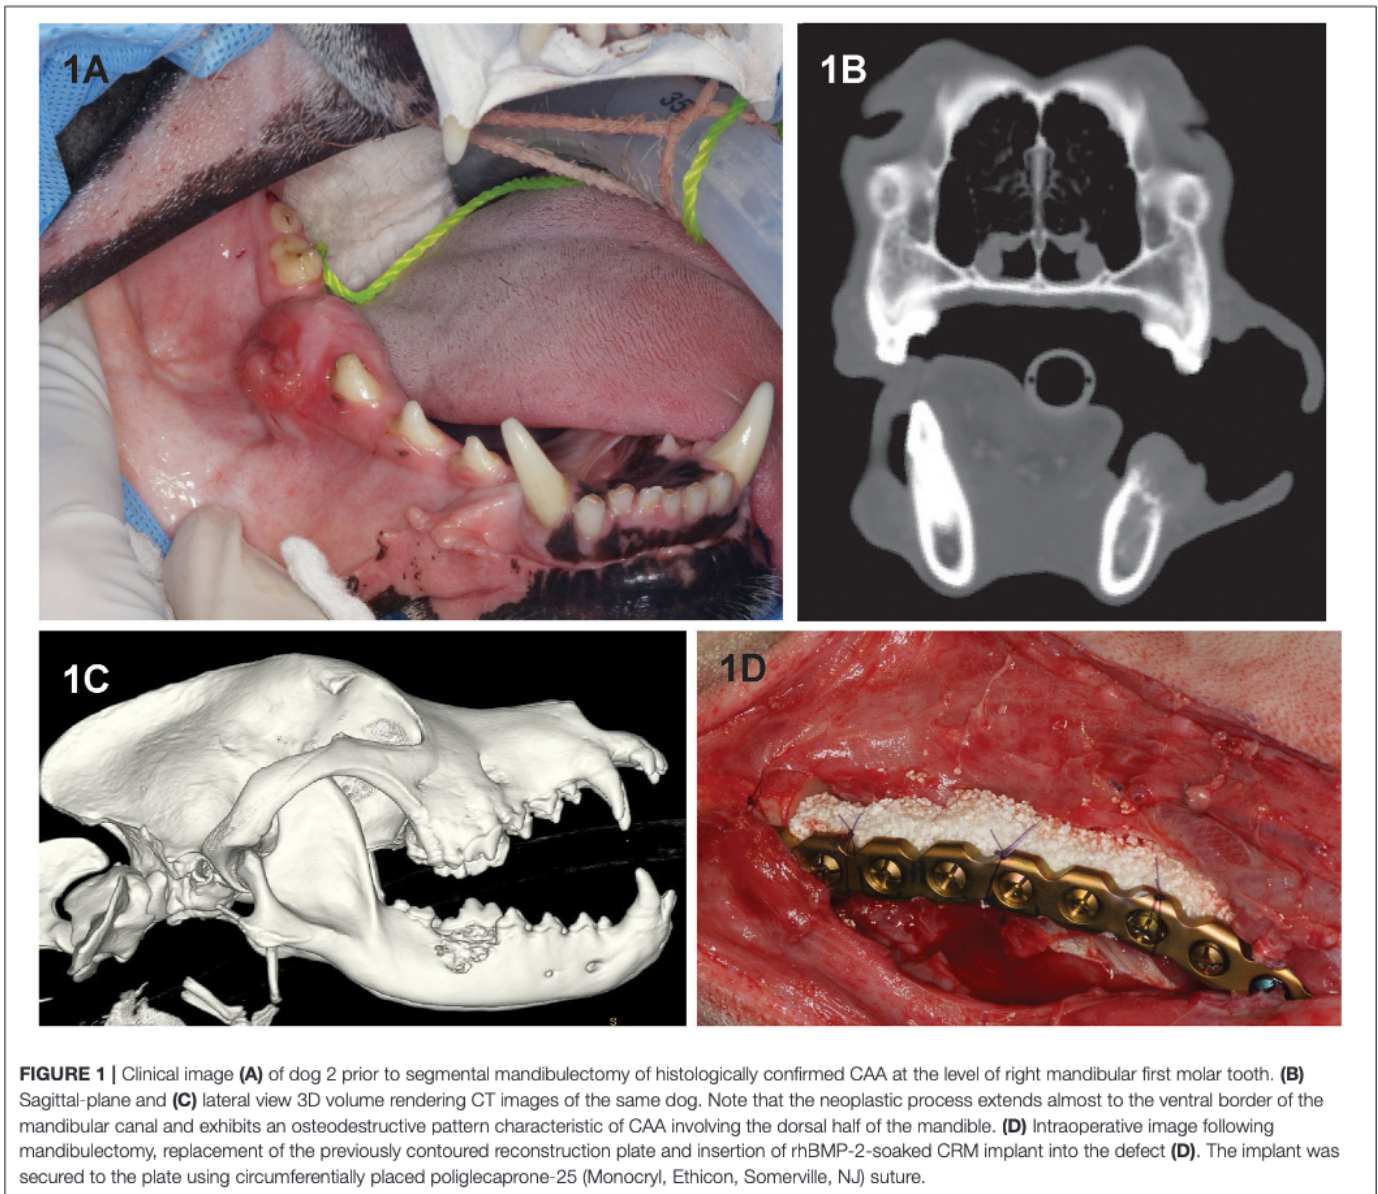 1A
35
1B
1C
S
1D
FIGURE 1 | Clinical image (A) of dog 2 prior to segmental mandibulectomy of histologically confirmed CAA at the level of right mandibular first molar tooth. (B)
Sagittal-plane and (C) lateral view 3D volume rendering CT images of the same dog. Note that the neoplastic process extends almost to the ventral border of the
mandibular canal and exhibits an osteodestructive pattern characteristic of CAA involving the dorsal half of the mandible. (D) Intraoperative image following
mandibulectomy, replacement of the previously contoured reconstruction plate and insertion of rhBMP-2-soaked CRM implant into the defect (D). The implant was
secured to the plate using circumferentially placed poliglecaprone-25 (Monocryl, Ethicon, Somerville, NJ) suture.